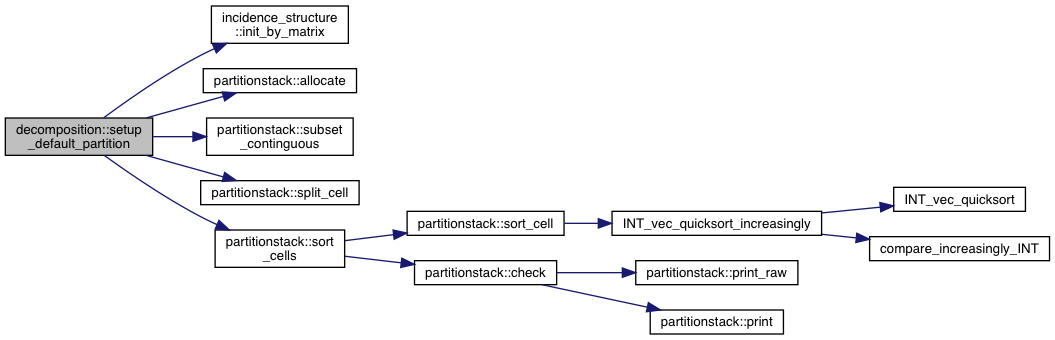 decomposition::setup
_default_partition
incidence_structure
::init_by_matrix
partitionstack::allocate
partitionstack::subset
_continguous
partitionstack::split_cell
partitionstack::sort
_cells
partitionstack::sort_cell
partitionstack::check
INT_vec_quicksort_increasingly
partitionstack::print_raw
partitionstack::print
INT_vec_quicksort
compare_increasingly_INT